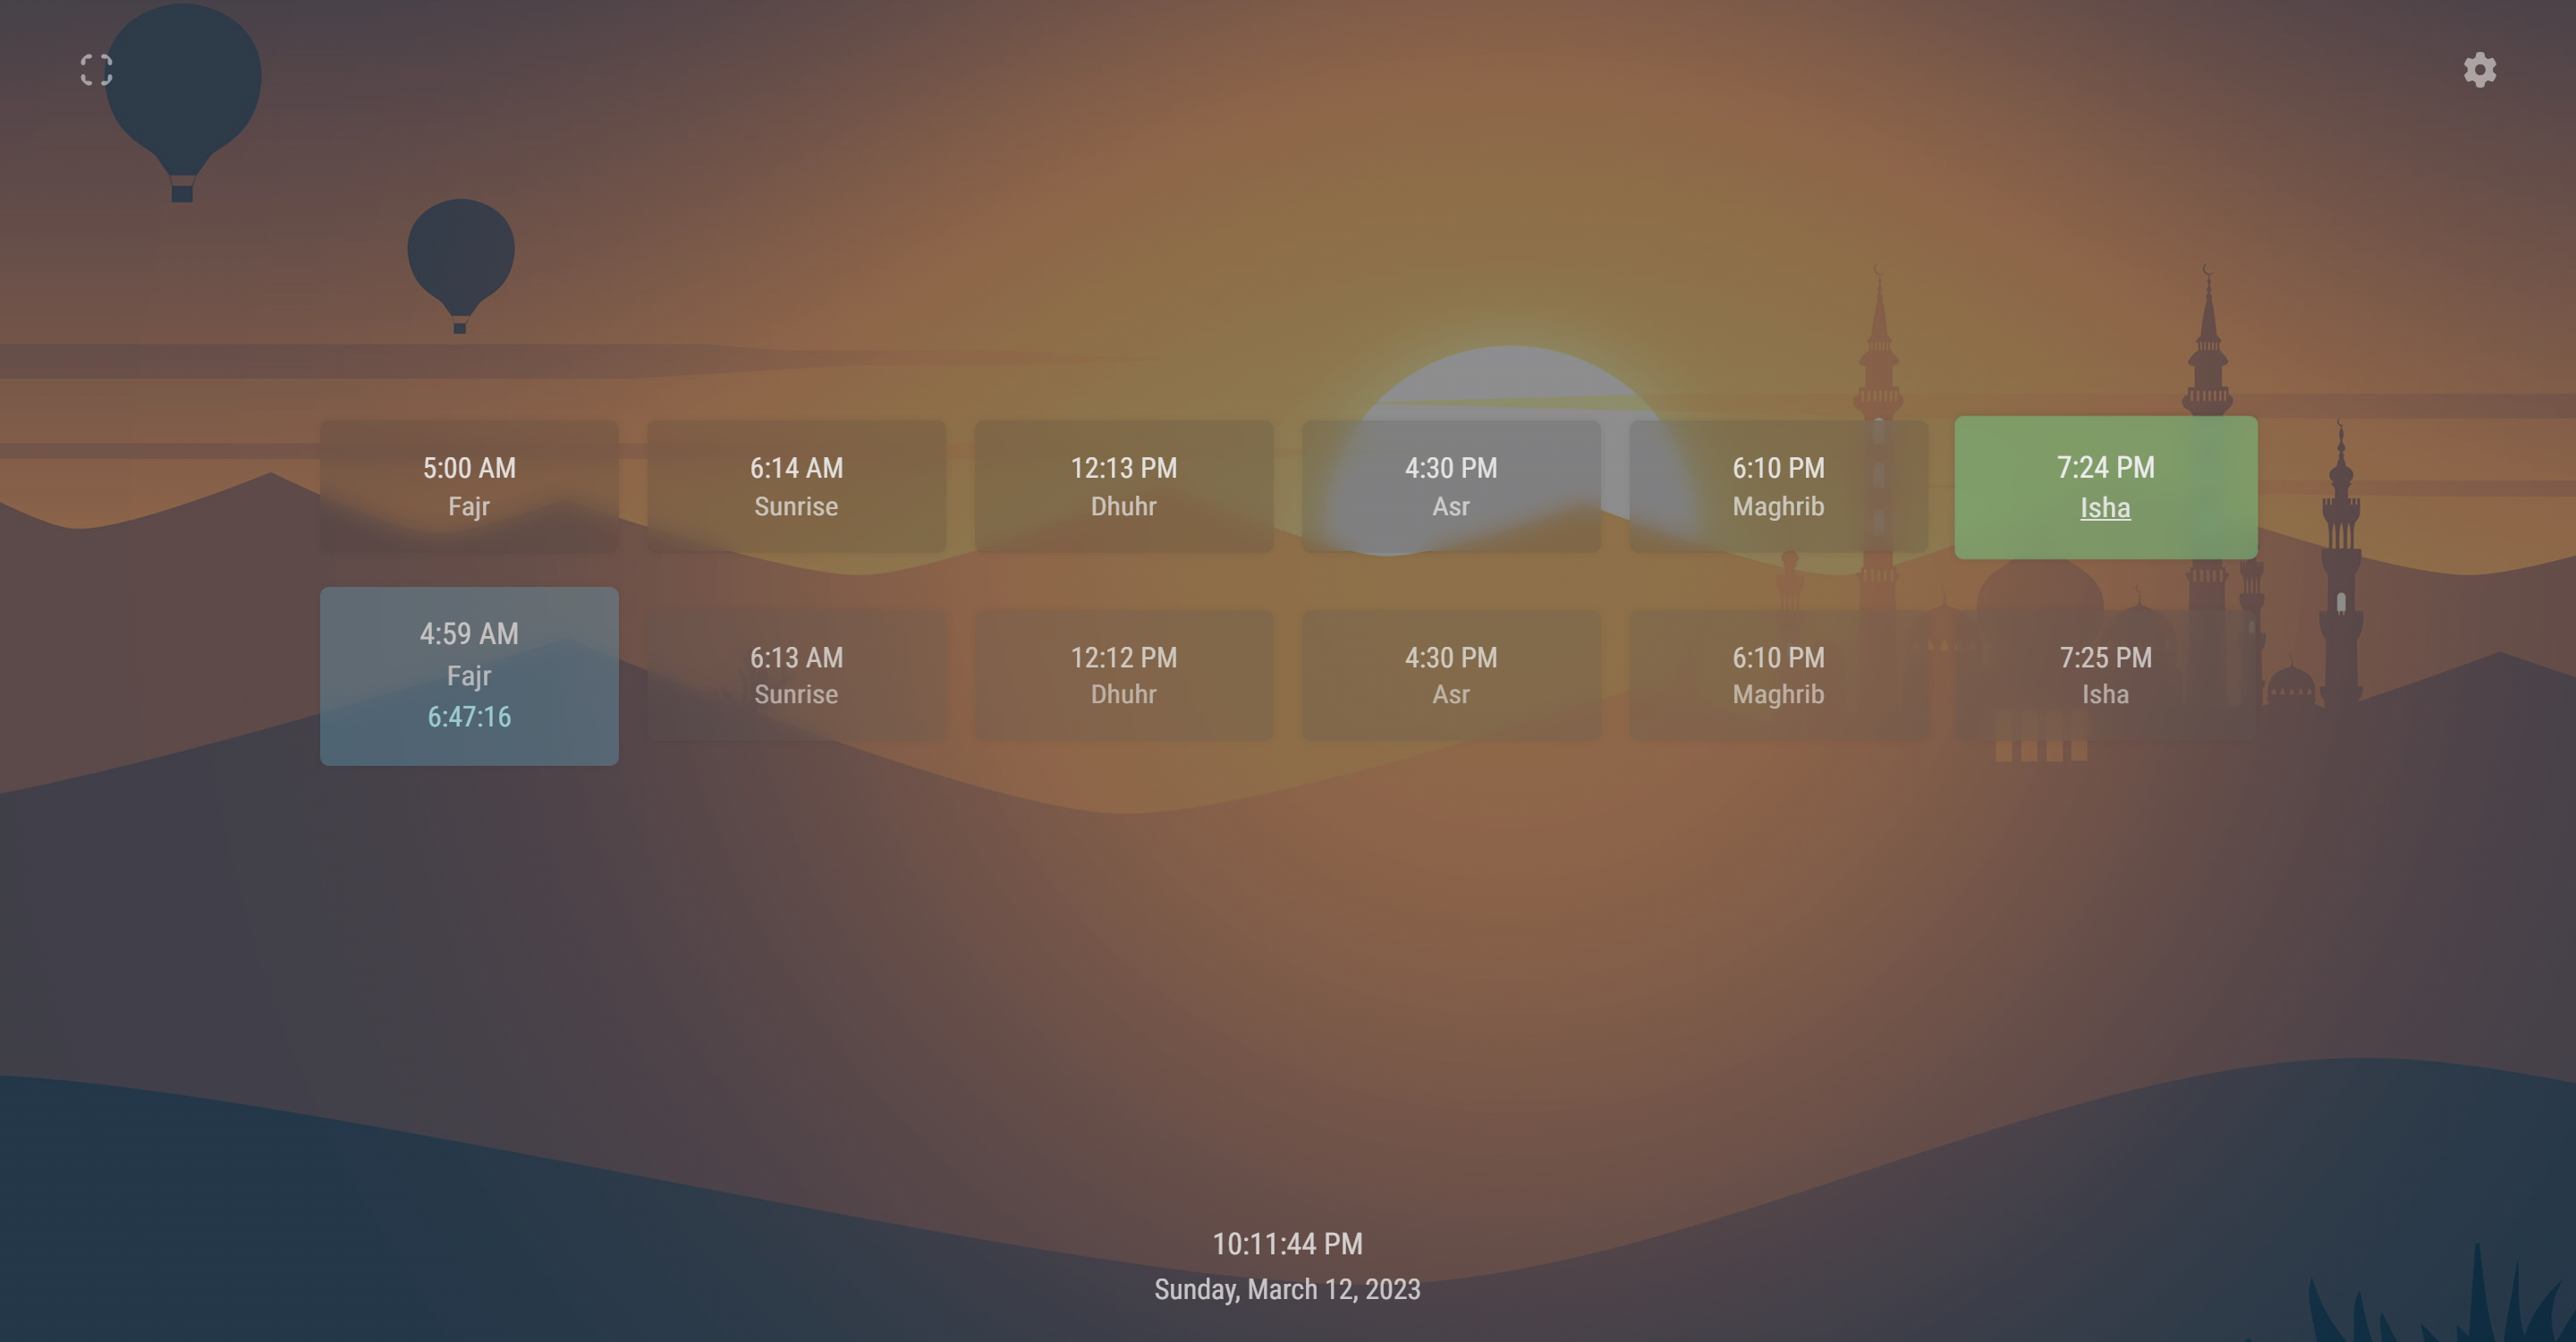 5:00 AM
Fajr
6:14 AM
Sunrise
12:13 PM
Dhuhr
4:30 PM
Asr
6:10 PM
Maghrib
7:24 PM
Isha
4:59 AM
Fajr
6:47:16
6:13 AM
Sunrise
12:12 PM
Dhuhr
4:30 PM
Asr
6:10 PM
Maghrib
7:25 PM
Isha
10:11:44 PM
Sunday, March 12, 2023